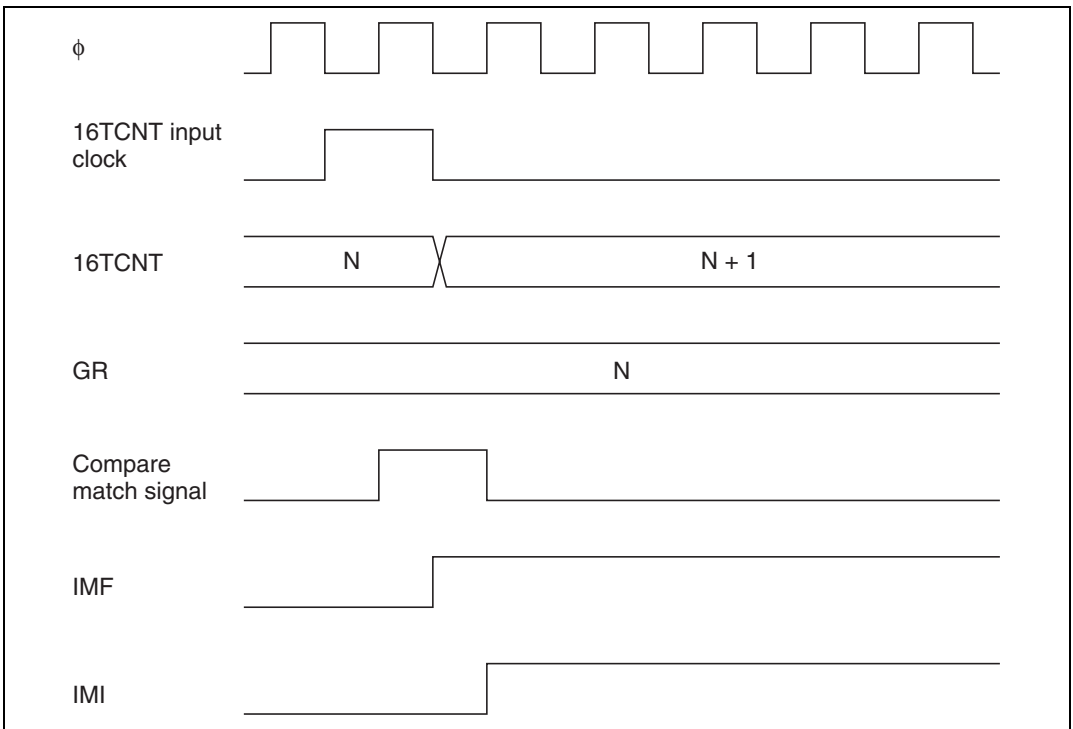 ϕ
16TCNT input
clock
16TCNT
N
N + 1
GR
N
Compare
match signal
IMF
IMI